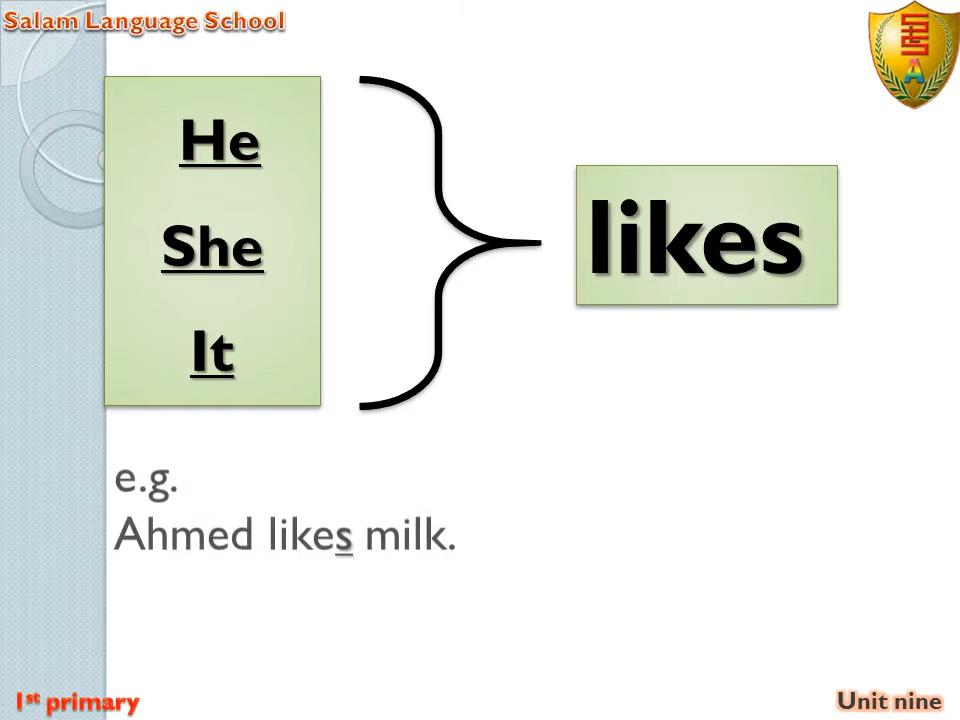 Salam Language School
He
She
It
likes
e.g.
Ahmed likes milk.
1st primary
Unit nine